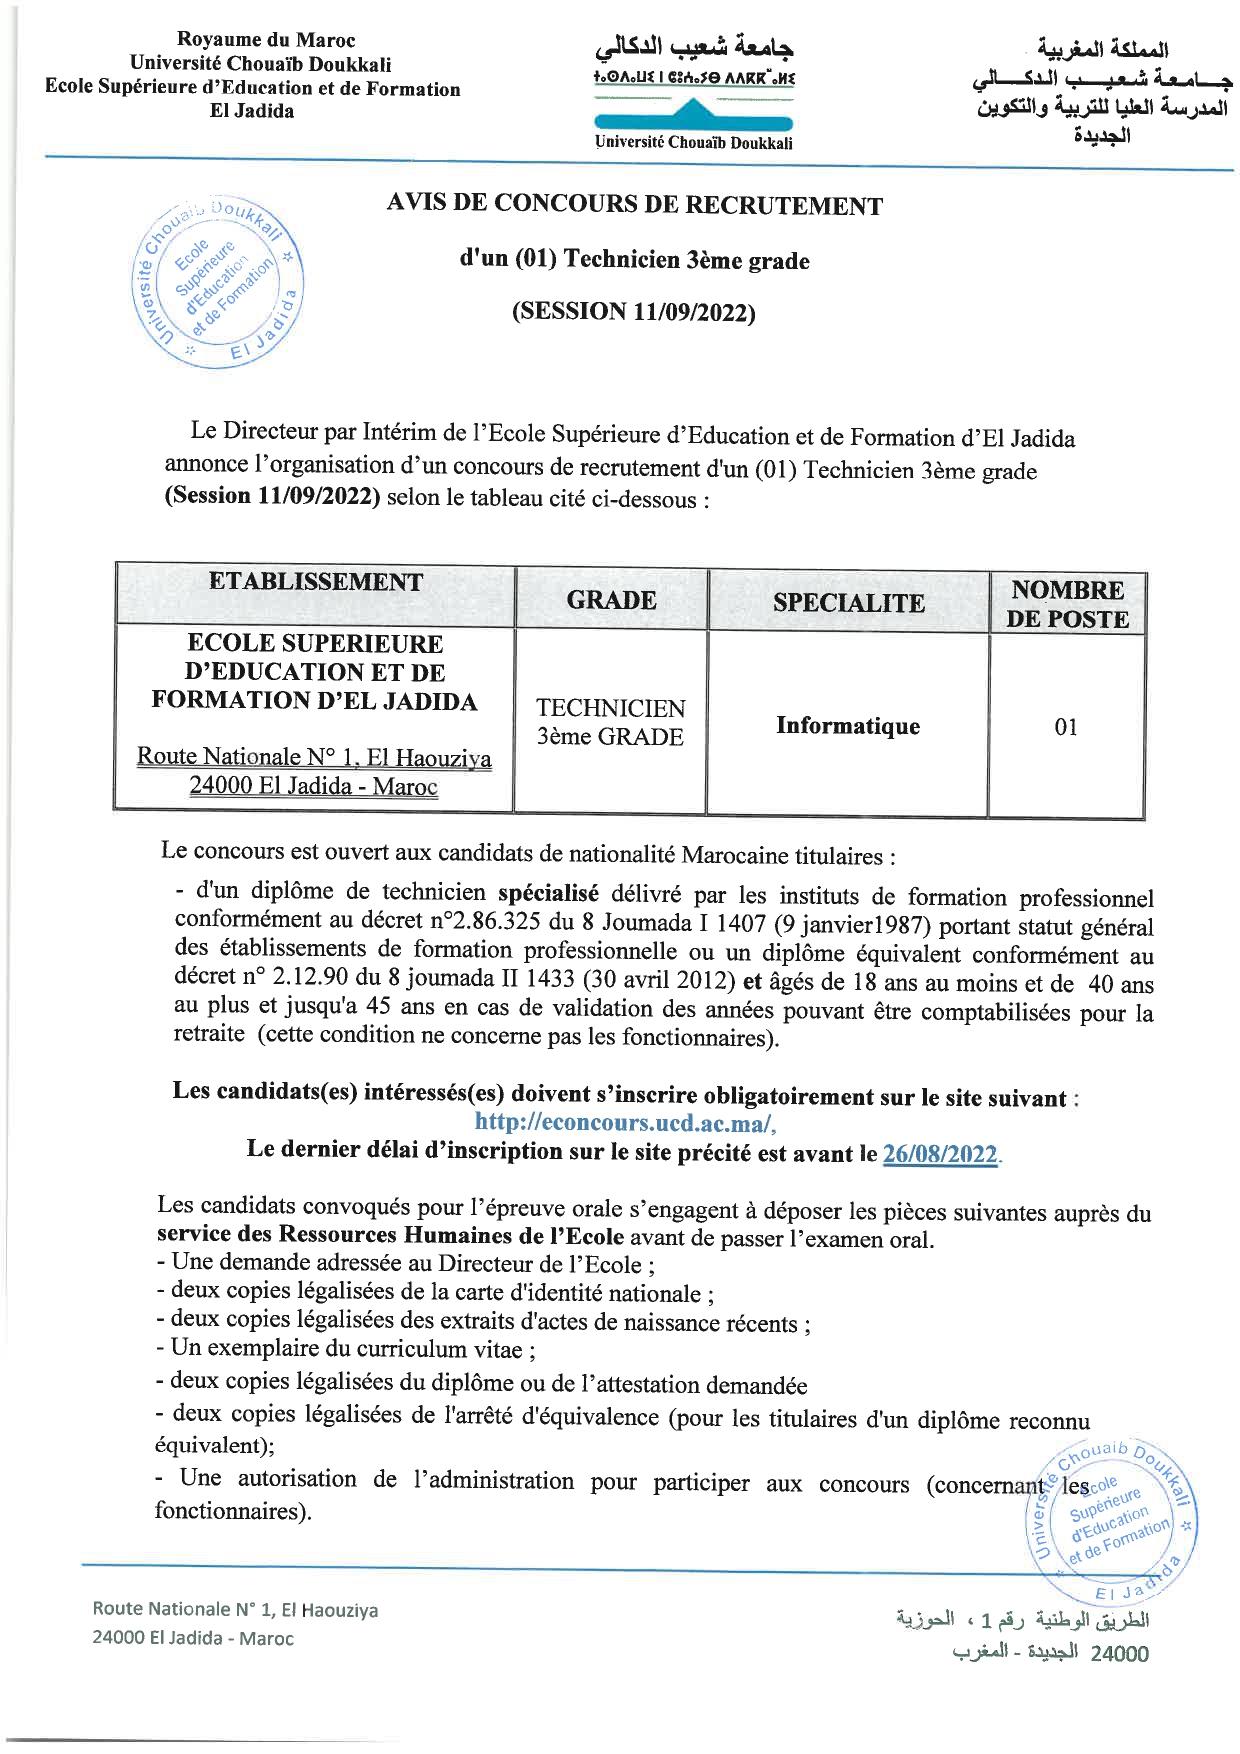 Royaume du Maroc
Université Chouaïb Doukkali
Ecole Supérieure d'Education et de Formation
El Jadida
جامعة شعيب الدكالي
ⵜⴰⵙⴷⴰⵡⵉⵜ ⵏ ⵛⵓⵄⴰⵢⴱ ⴷⴷⵓⴽⴽⴰⵍⵉ
Université Chouaïb Doukkali
المملكة المغربية
جـــامـعـة شـعـيــــب الـدكــــالي
المدرسة العليا للتربية والتكوين
الجديدة
Université Chouaib Doukkali
Ecole
Supérieure
d'Education
et de Formation
El Jadida
AVIS DE CONCOURS DE RECRUTEMENT
d'un (01) Technicien 3ème grade
(SESSION 11/09/2022)
Le Directeur par Intérim de l'Ecole Supérieure d'Education et de Formation d'El Jadida
annonce l'organisation d'un concours de recrutement d'un (01) Technicien 3ème grade
(Session 11/09/2022) selon le tableau cité ci-dessous :
ETABLISSEMENT
GRADE
SPECIALITE
NOMBRE
DE POSTE
ECOLE SUPERIEURE
D'EDUCATION ET DE
FORMATION D'EL JADIDA
Route Nationale N° 1, El Haouziya
24000 El Jadida - Maroc
TECHNICIEN
3ème GRADE
Informatique
01
Le concours est ouvert aux candidats de nationalité Marocaine titulaires :
- d'un diplôme de technicien spécialisé délivré par les instituts de formation professionnel
conformément au décret n°2.86.325 du 8 Joumada I 1407 (9 janvier1987) portant statut général
des établissements de formation professionnelle ou un diplôme équivalent conformément au
décret n° 2.12.90 du 8 joumada II 1433 (30 avril 2012) et âgés de 18 ans au moins et de 40 ans
au plus et jusqu'a 45 ans en cas de validation des années pouvant être comptabilisées pour la
retraite (cette condition ne concerne pas les fonctionnaires).
Les candidats(es) intéressés(es) doivent s'inscrire obligatoirement sur le site suivant :
http://econcours.ucd.ac.ma/,
Le dernier délai d'inscription sur le site précité est avant le 26/08/2022.
Les candidats convoqués pour l'épreuve orale s'engagent à déposer les pièces suivantes auprès du
service des Ressources Humaines de l'Ecole avant de passer l'examen oral.
- Une demande adressée au Directeur de l'Ecole ;
- deux copies légalisées de la carte d'identité nationale ;
- deux copies légalisées des extraits d'actes de naissance récents ;
- Un exemplaire du curriculum vitae ;
- deux copies légalisées du diplôme ou de l'attestation demandée
- deux copies légalisées de l'arrêté d'équivalence (pour les titulaires d'un diplôme reconnu
équivalent);
- Une autorisation de l'administration pour participer aux concours (concernant les
fonctionnaires).
Université Chouaib Doukkali
Ecole
Supérieure
d'Education
et de Formation
El Jadida
Route Nationale N° 1, El Haouziya
24000 El Jadida - Maroc
الطريق الوطنية رقم 1 ، الحوزية
24000 الجديدة - المغرب